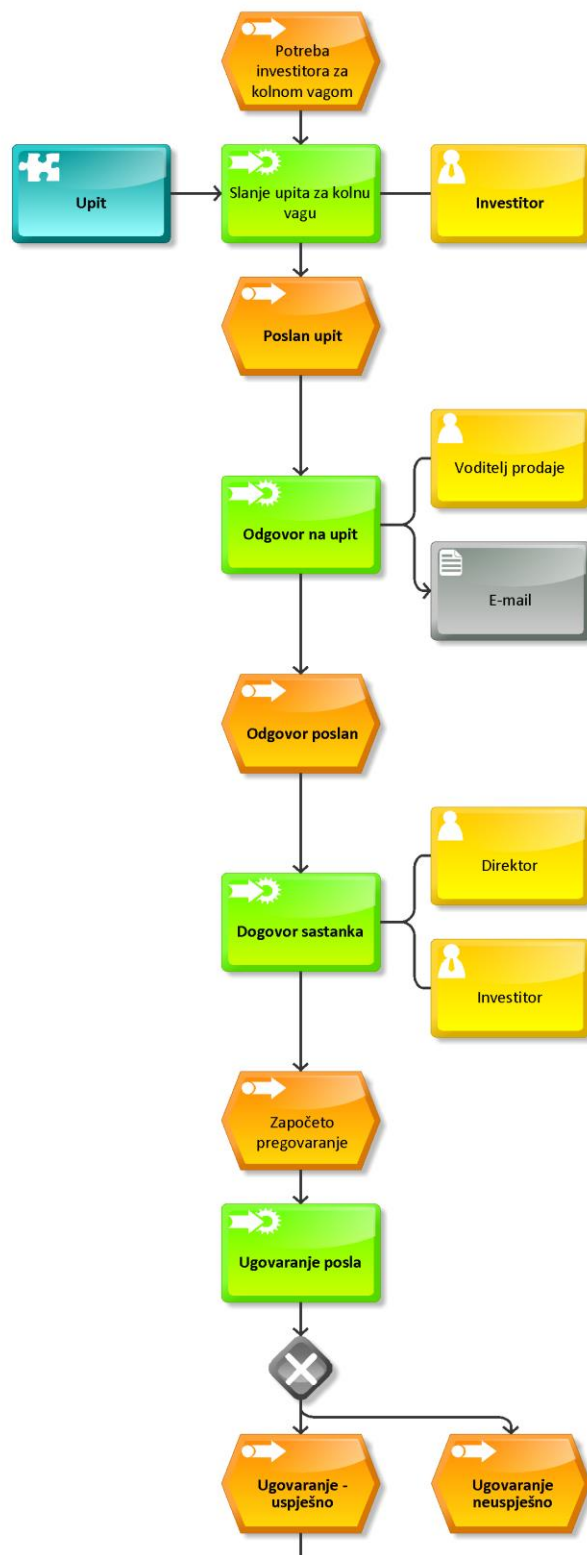 Potreba
investitora za
kolnom vagom
Upit
Slanje upita za kolnu
vagu
Investitor
Poslan upit
Voditelj prodaje
Odgovor na upit
E-mail
Odgovor poslan
Direktor
Dogovor sastanka
Investitor
Započeto
pregovaranje
Ugovaranje posla
Ugovaranje -
uspješno
Ugovaranje
neuspješno